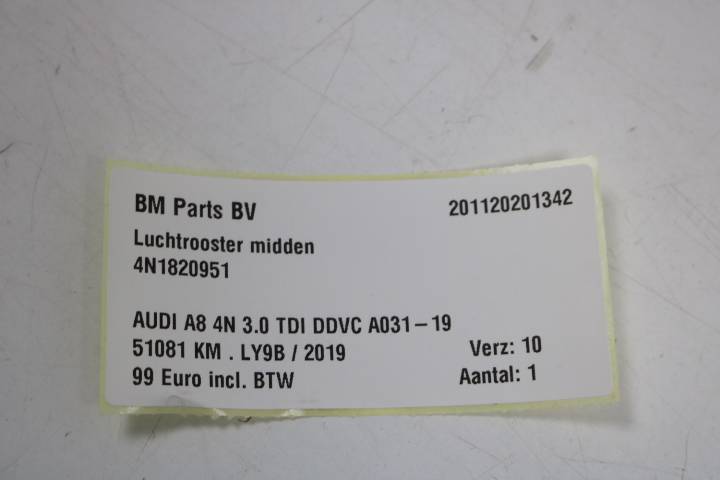 BM Parts BV 201120201342
Luchtrooster midden
4N1820951
AUDI A8 4N 3.0 TDI DDVC A031-19
51081 KM . LY9B / 2019 Verz: 10
99 Euro incl. BTW Aantal: 1